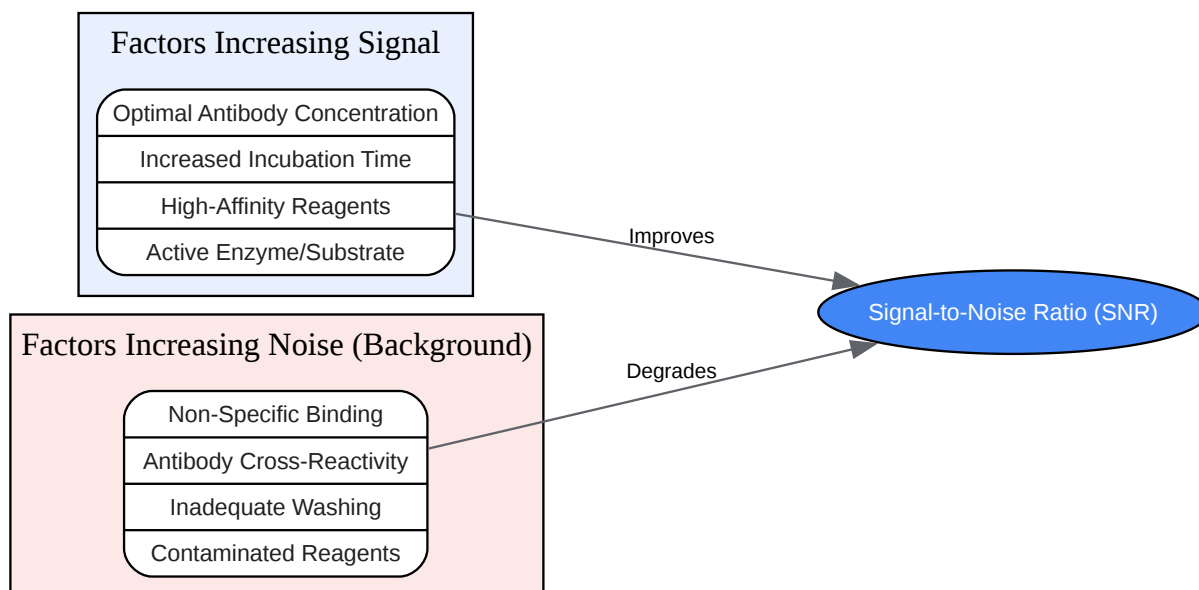 Factors Increasing Signal
Optimal Antibody Concentration
Increased Incubation Time
High-Affinity Reagents
Active Enzyme/Substrate
Improves
Signal-to-Noise Ratio (SNR)
Factors Increasing Noise (Background)
Degrades
Non-Specific Binding
Antibody Cross-Reactivity
Inadequate Washing
Contaminated Reagents